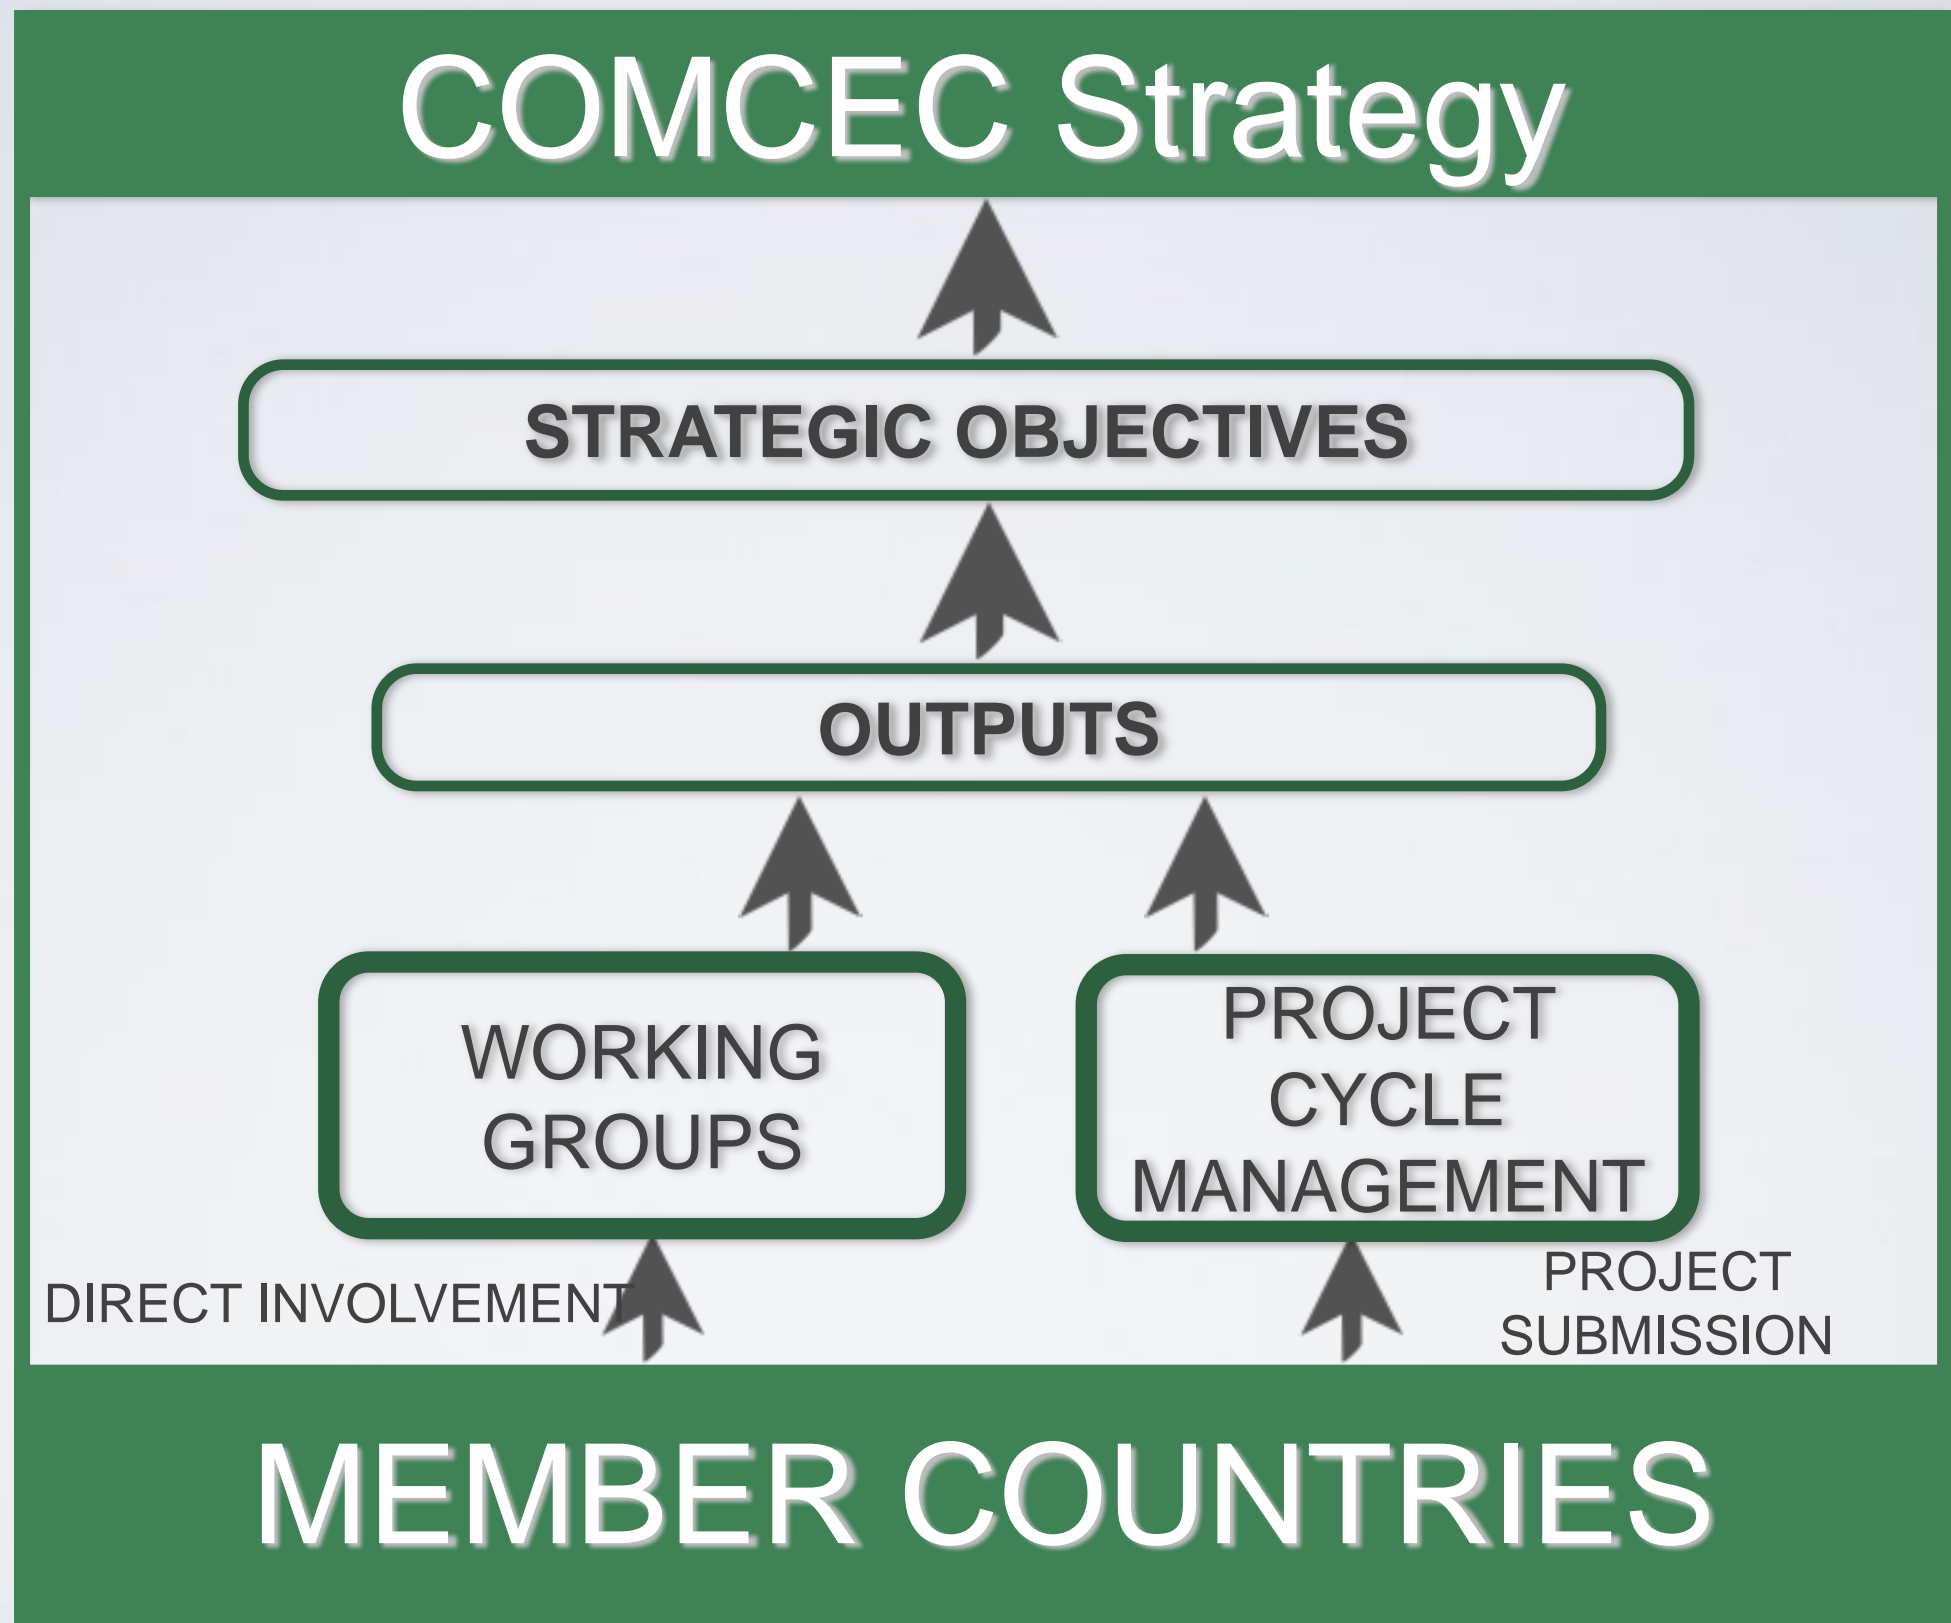 COMCEC Strategy
STRATEGIC OBJECTIVES
OUTPUTS
WORKING
GROUPS
PROJECT
CYCLE
MANAGEMENT
DIRECT INVOLVEMENT
PROJECT
SUBMISSION
MEMBER COUNTRIES